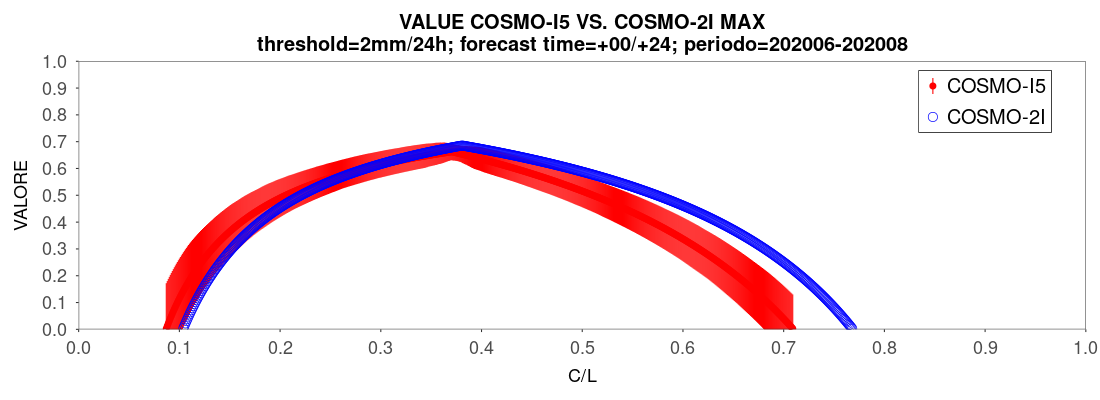 VALUE COSMO-I5 VS. COSMO-2I MAX
threshold=2mm/24h; forecast time=+00/+24; periodo=202006-202008
1.0
0.9
0.8
0.7
0.6
0.5
0.4
0.3
0.2
0.1
0.0
VALORE
COSMO-I5
COSMO-2I
0.0 0.1 0.2 0.3 0.4 0.5 0.6 0.7 0.8 0.9 1.0
C/L